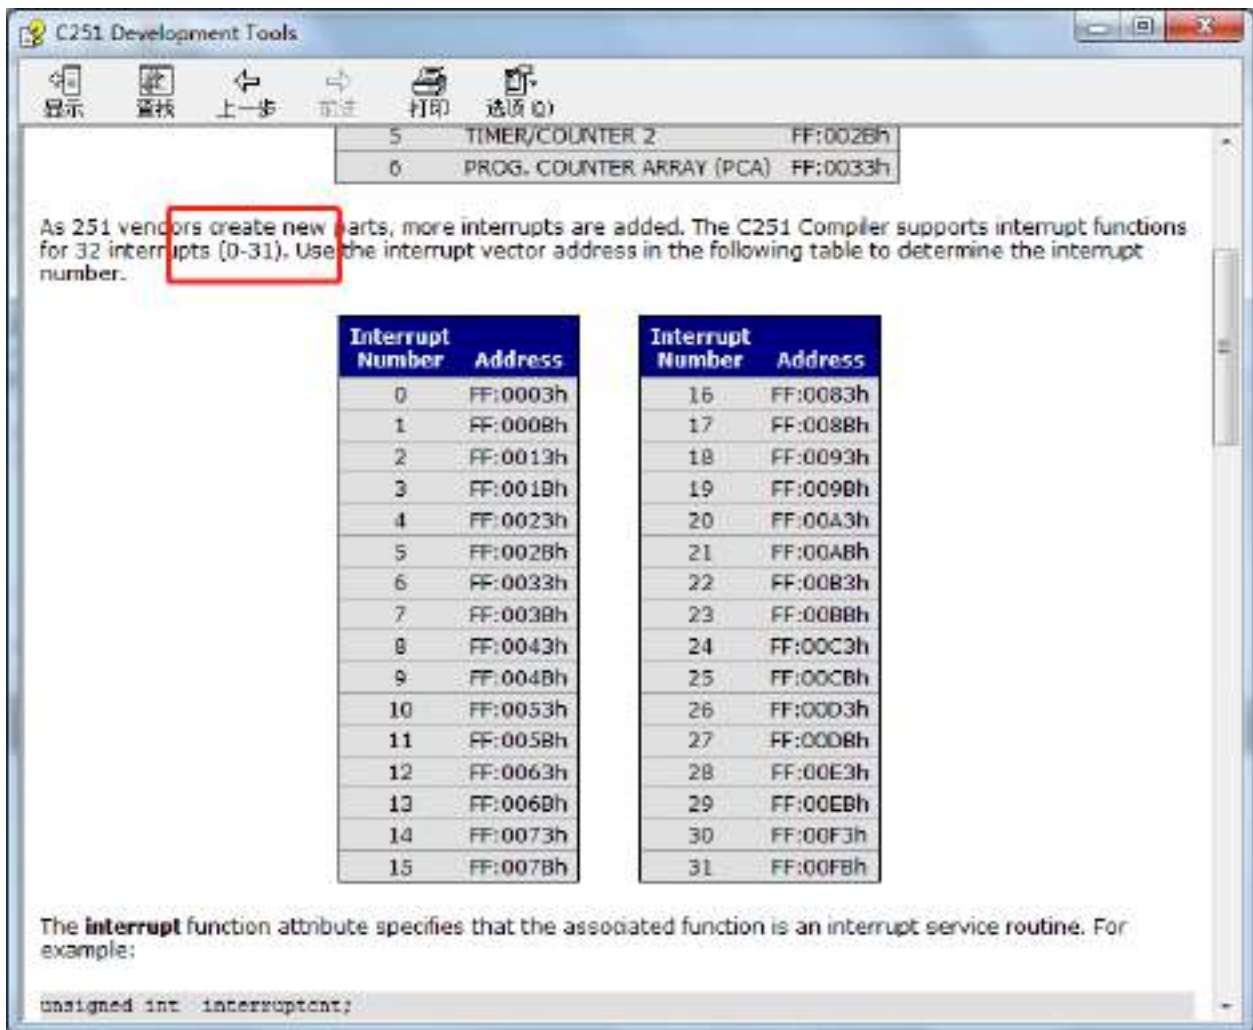 C251 Development Tools
显示 查找 上一步 前进 打印 选项(O)
5 TIMER/COUNTER 2 FF:002Bh
6 PROG. COUNTER ARRAY (PCA) FF:0033h
As 251 vendors create new parts, more interrupts are added. The C251 Compiler supports interrupt functions
for 32 interrupts (0-31). Use the interrupt vector address in the following table to determine the interrupt
number.
Interrupt Number Address Interrupt Number Address
0 FF:0003h 16 FF:0083h
1 FF:000Bh 17 FF:008Bh
2 FF:0013h 18 FF:0093h
3 FF:001Bh 19 FF:009Bh
4 FF:0023h 20 FF:00A3h
5 FF:002Bh 21 FF:00ABh
6 FF:0033h 22 FF:00B3h
7 FF:003Bh 23 FF:00BBh
8 FF:0043h 24 FF:00C3h
9 FF:004Bh 25 FF:00CBh
10 FF:0053h 26 FF:00D3h
11 FF:005Bh 27 FF:00DBh
12 FF:0063h 28 FF:00E3h
13 FF:006Bh 29 FF:00EBh
14 FF:0073h 30 FF:00F3h
15 FF:007Bh 31 FF:00FBh
The interrupt function attribute specifies that the associated function is an interrupt service routine. For
example:
unsigned int interruptcnt;